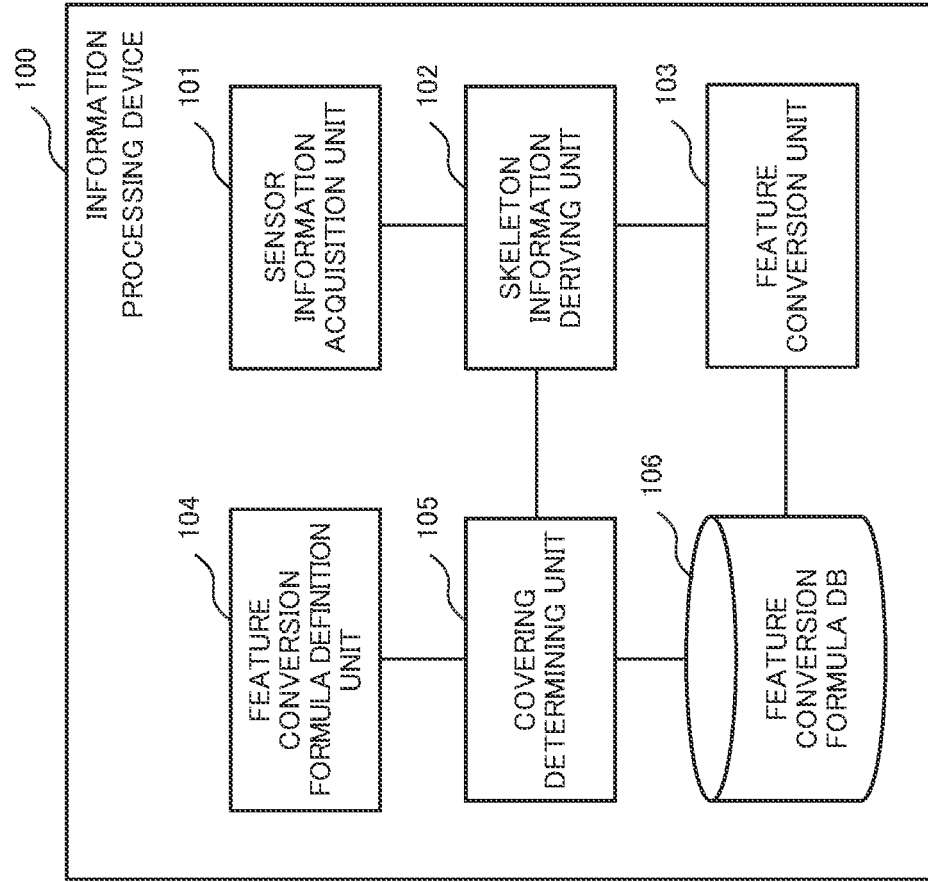 100
INFORMATION
PROCESSING DEVICE
104
FEATURE
CONVERSION
FORMULA DEFINITION
UNIT
101
SENSOR
INFORMATION
ACQUISITION UNIT
105
COVERING
DETERMINING UNIT
102
SKELETON
INFORMATION
DERIVING UNIT
106
FEATURE
CONVERSION
FORMULA DB
103
FEATURE
CONVERSION UNIT